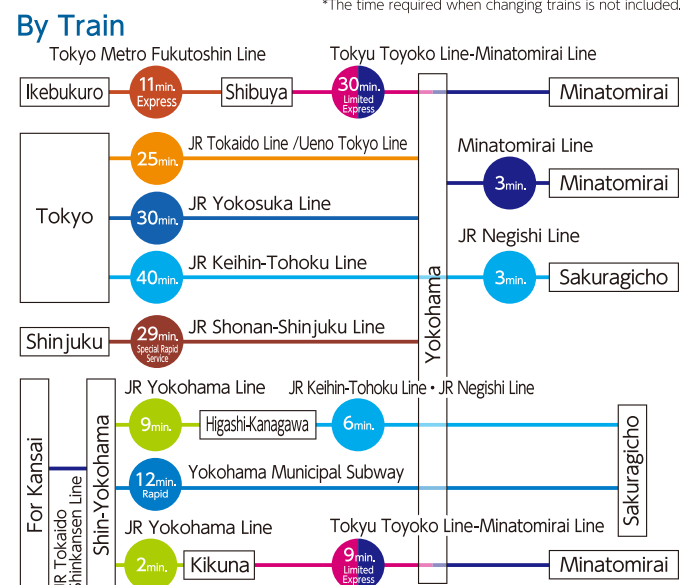 *The time required when changing trains is not included.
By Train
Tokyo Metro Fukutoshin Line
Tokyu Toyoko Line-Minatomirai Line
Ikebukuro
11min.
Express
Shibuya
30min.
Limited
Express
Minatomirai
Tokyo
25min.
JR Tokaido Line /Ueno Tokyo Line
30min.
JR Yokosuka Line
40min.
JR Keihin-Tohoku Line
Yokohama
Minatomirai Line
3min.
Minatomirai
JR Negishi Line
3min.
Sakuragicho
Shinjuku
29min.
Special Rapid
Service
JR Shonan-Shinjuku Line
For Kansai
JR Tokaido
Shinkansen Line
Shin-Yokohama
JR Yokohama Line
9min.
Higashi-Kanagawa
JR Keihin-Tohoku Line・JR Negishi Line
6min.
12min.
Rapid
Yokohama Municipal Subway
Sakuragicho
JR Yokohama Line
2min.
Kikuna
Tokyu Toyoko Line-Minatomirai Line
9min.
Limited
Express
Minatomirai